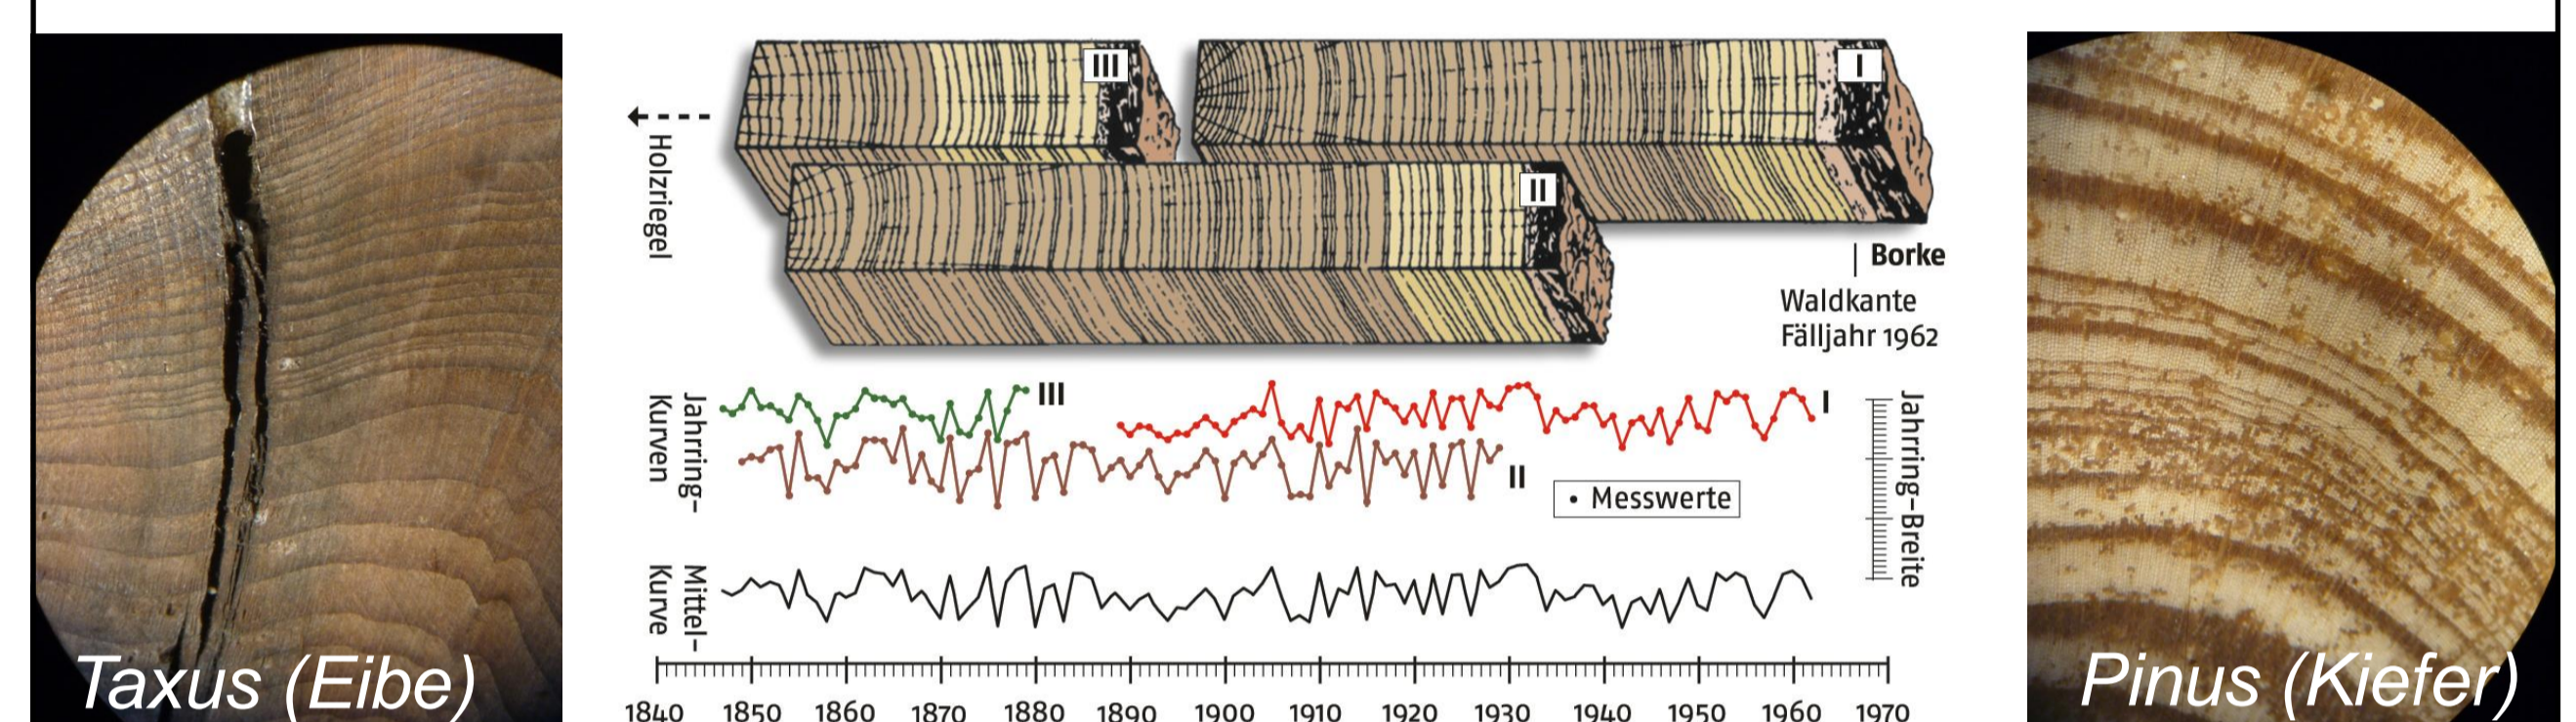 III
I
II
Holzriegel
Borke
Waldkante
Fälljahr 1962
Jahrring-
Kurven
III
I
II
• Messwerte
Jahrring-Breite
Mittel-
Kurve
1840 1850 1860 1870 1880 1890 1900 1910 1920 1930 1940 1950 1960 1970
Taxus (Eibe)
Pinus (Kiefer)